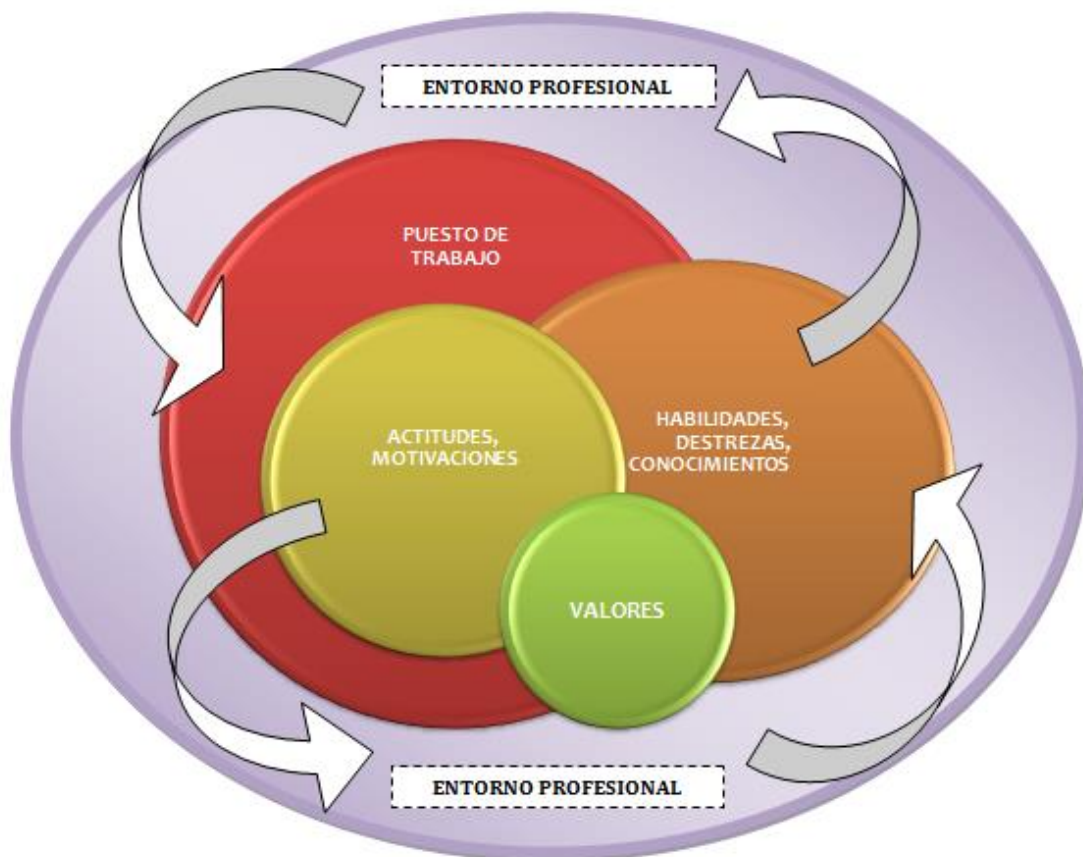 ENTORNO PROFESIONAL
PUESTO DE
TRABAJO
ACTITUDES,
MOTIVACIONES
HABILIDADES,
DESTREZAS,
CONOCIMIENTOS
VALORES
ENTORNO PROFESIONAL